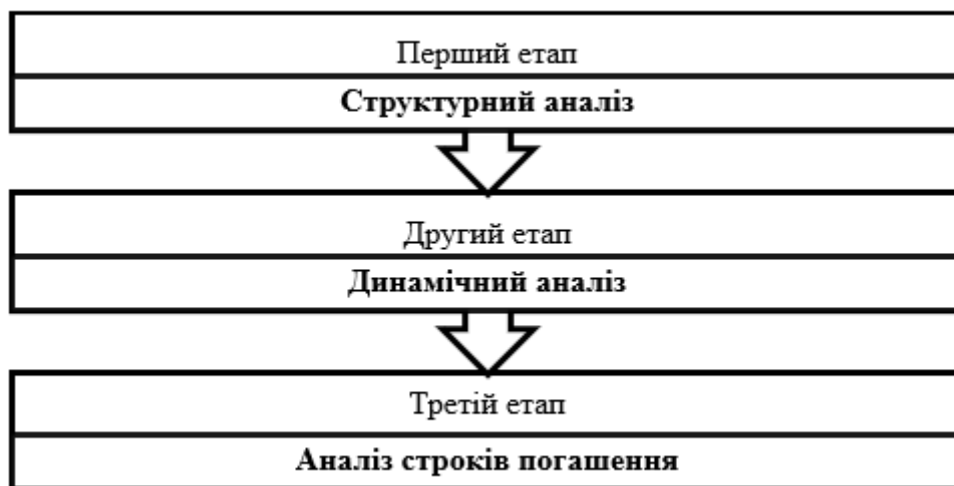 Перший етап
Структурний аналіз
Другий етап
Динамічний аналіз
Третій етап
Аналіз строків погашення